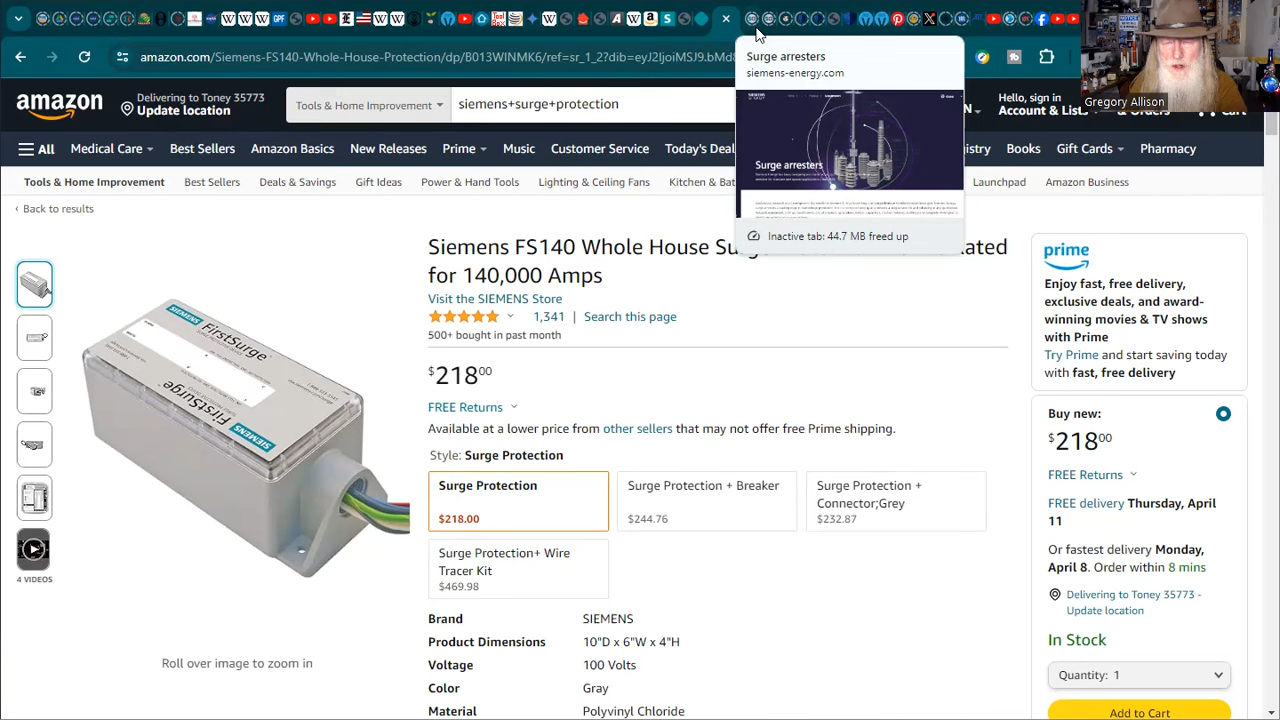 GPF
amazon.com/Siemens-FS140-Whole-House-Protection/dp/B013WINMK6/ref=sr_1_2?dib=eyJ2IjoiMSJ9.bMd
Surge arresters
siemens-energy.com
Surge arresters
Inactive tab: 44.7 MB freed up
Gregory Allison
amazon
Delivering to Toney 35773
Update location
Tools & Home Improvement
siemens+surge+protection
Hello, sign in
Account & Lists
& Orders
Cart
All
Medical Care
Best Sellers
Amazon Basics
New Releases
Prime
Music
Customer Service
Today's Dea
istry
Books
Gift Cards
Pharmacy
Tools & Home Improvement
Best Sellers
Deals & Savings
Gift Ideas
Power & Hand Tools
Lighting & Ceiling Fans
Kitchen & Bat
Launchpad
Amazon Business
‹ Back to results
Siemens FS140 Whole House Su
ated
for 140,000 Amps
Visit the SIEMENS Store
1,341 | Search this page
500+ bought in past month
$21800
FREE Returns
Available at a lower price from other sellers that may not offer free Prime shipping.
Style: Surge Protection
Surge Protection
$218.00
Surge Protection + Breaker
$244.76
Surge Protection +
Connector;Grey
$232.87
Surge Protection+ Wire
Tracer Kit
$469.98
Brand SIEMENS
Product Dimensions 10"D x 6"W x 4"H
Voltage 100 Volts
Color Gray
Material Polyvinyl Chloride
SIEMENS
FirstSurge
FirstSurge
SIEMENS
4 VIDEOS
Roll over image to zoom in
prime
Enjoy fast, free delivery,
exclusive deals, and award-
winning movies & TV shows
with Prime
Try Prime and start saving today
with fast, free delivery
Buy new:
$21800
FREE Returns
FREE delivery Thursday, April
11
Or fastest delivery Monday,
April 8. Order within 8 mins
Delivering to Toney 35773 -
Update location
In Stock
Quantity: 1
Add to Cart